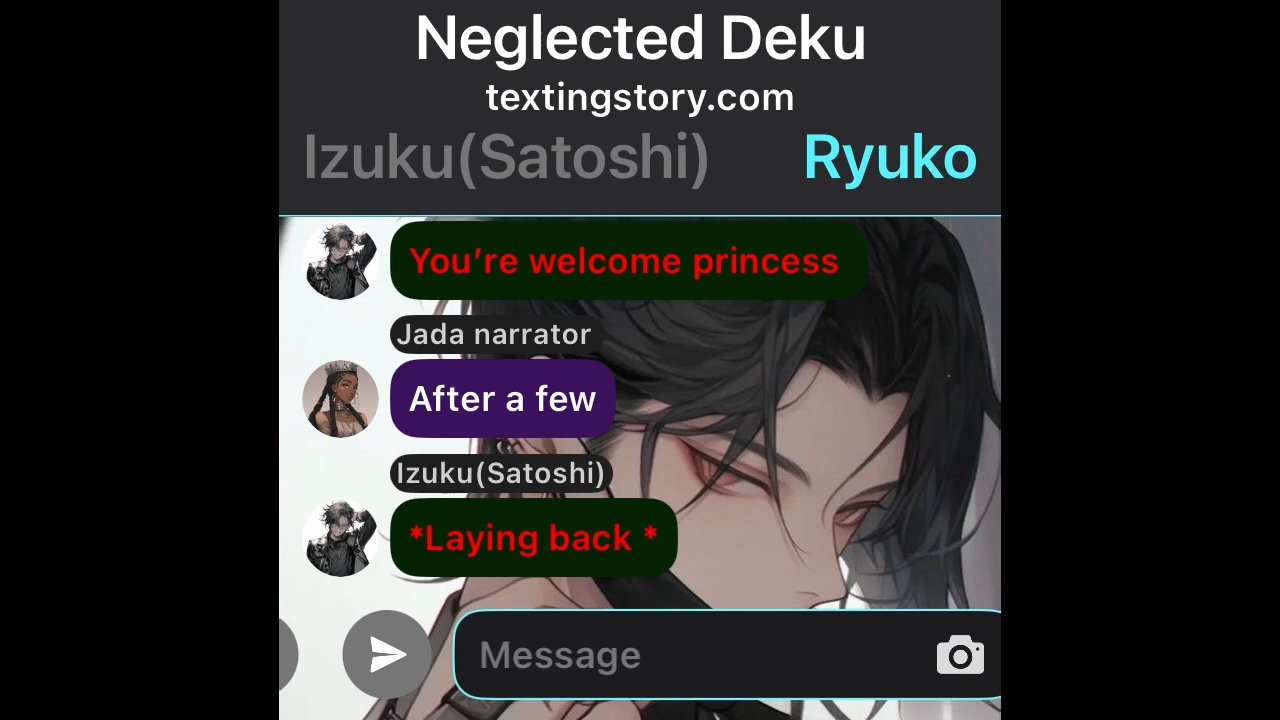 Neglected Deku
textingstory.com
Izuku(Satoshi) Ryuko
You’re welcome princess
Jada narrator
After a few
Izuku(Satoshi)
*Laying back *
Message